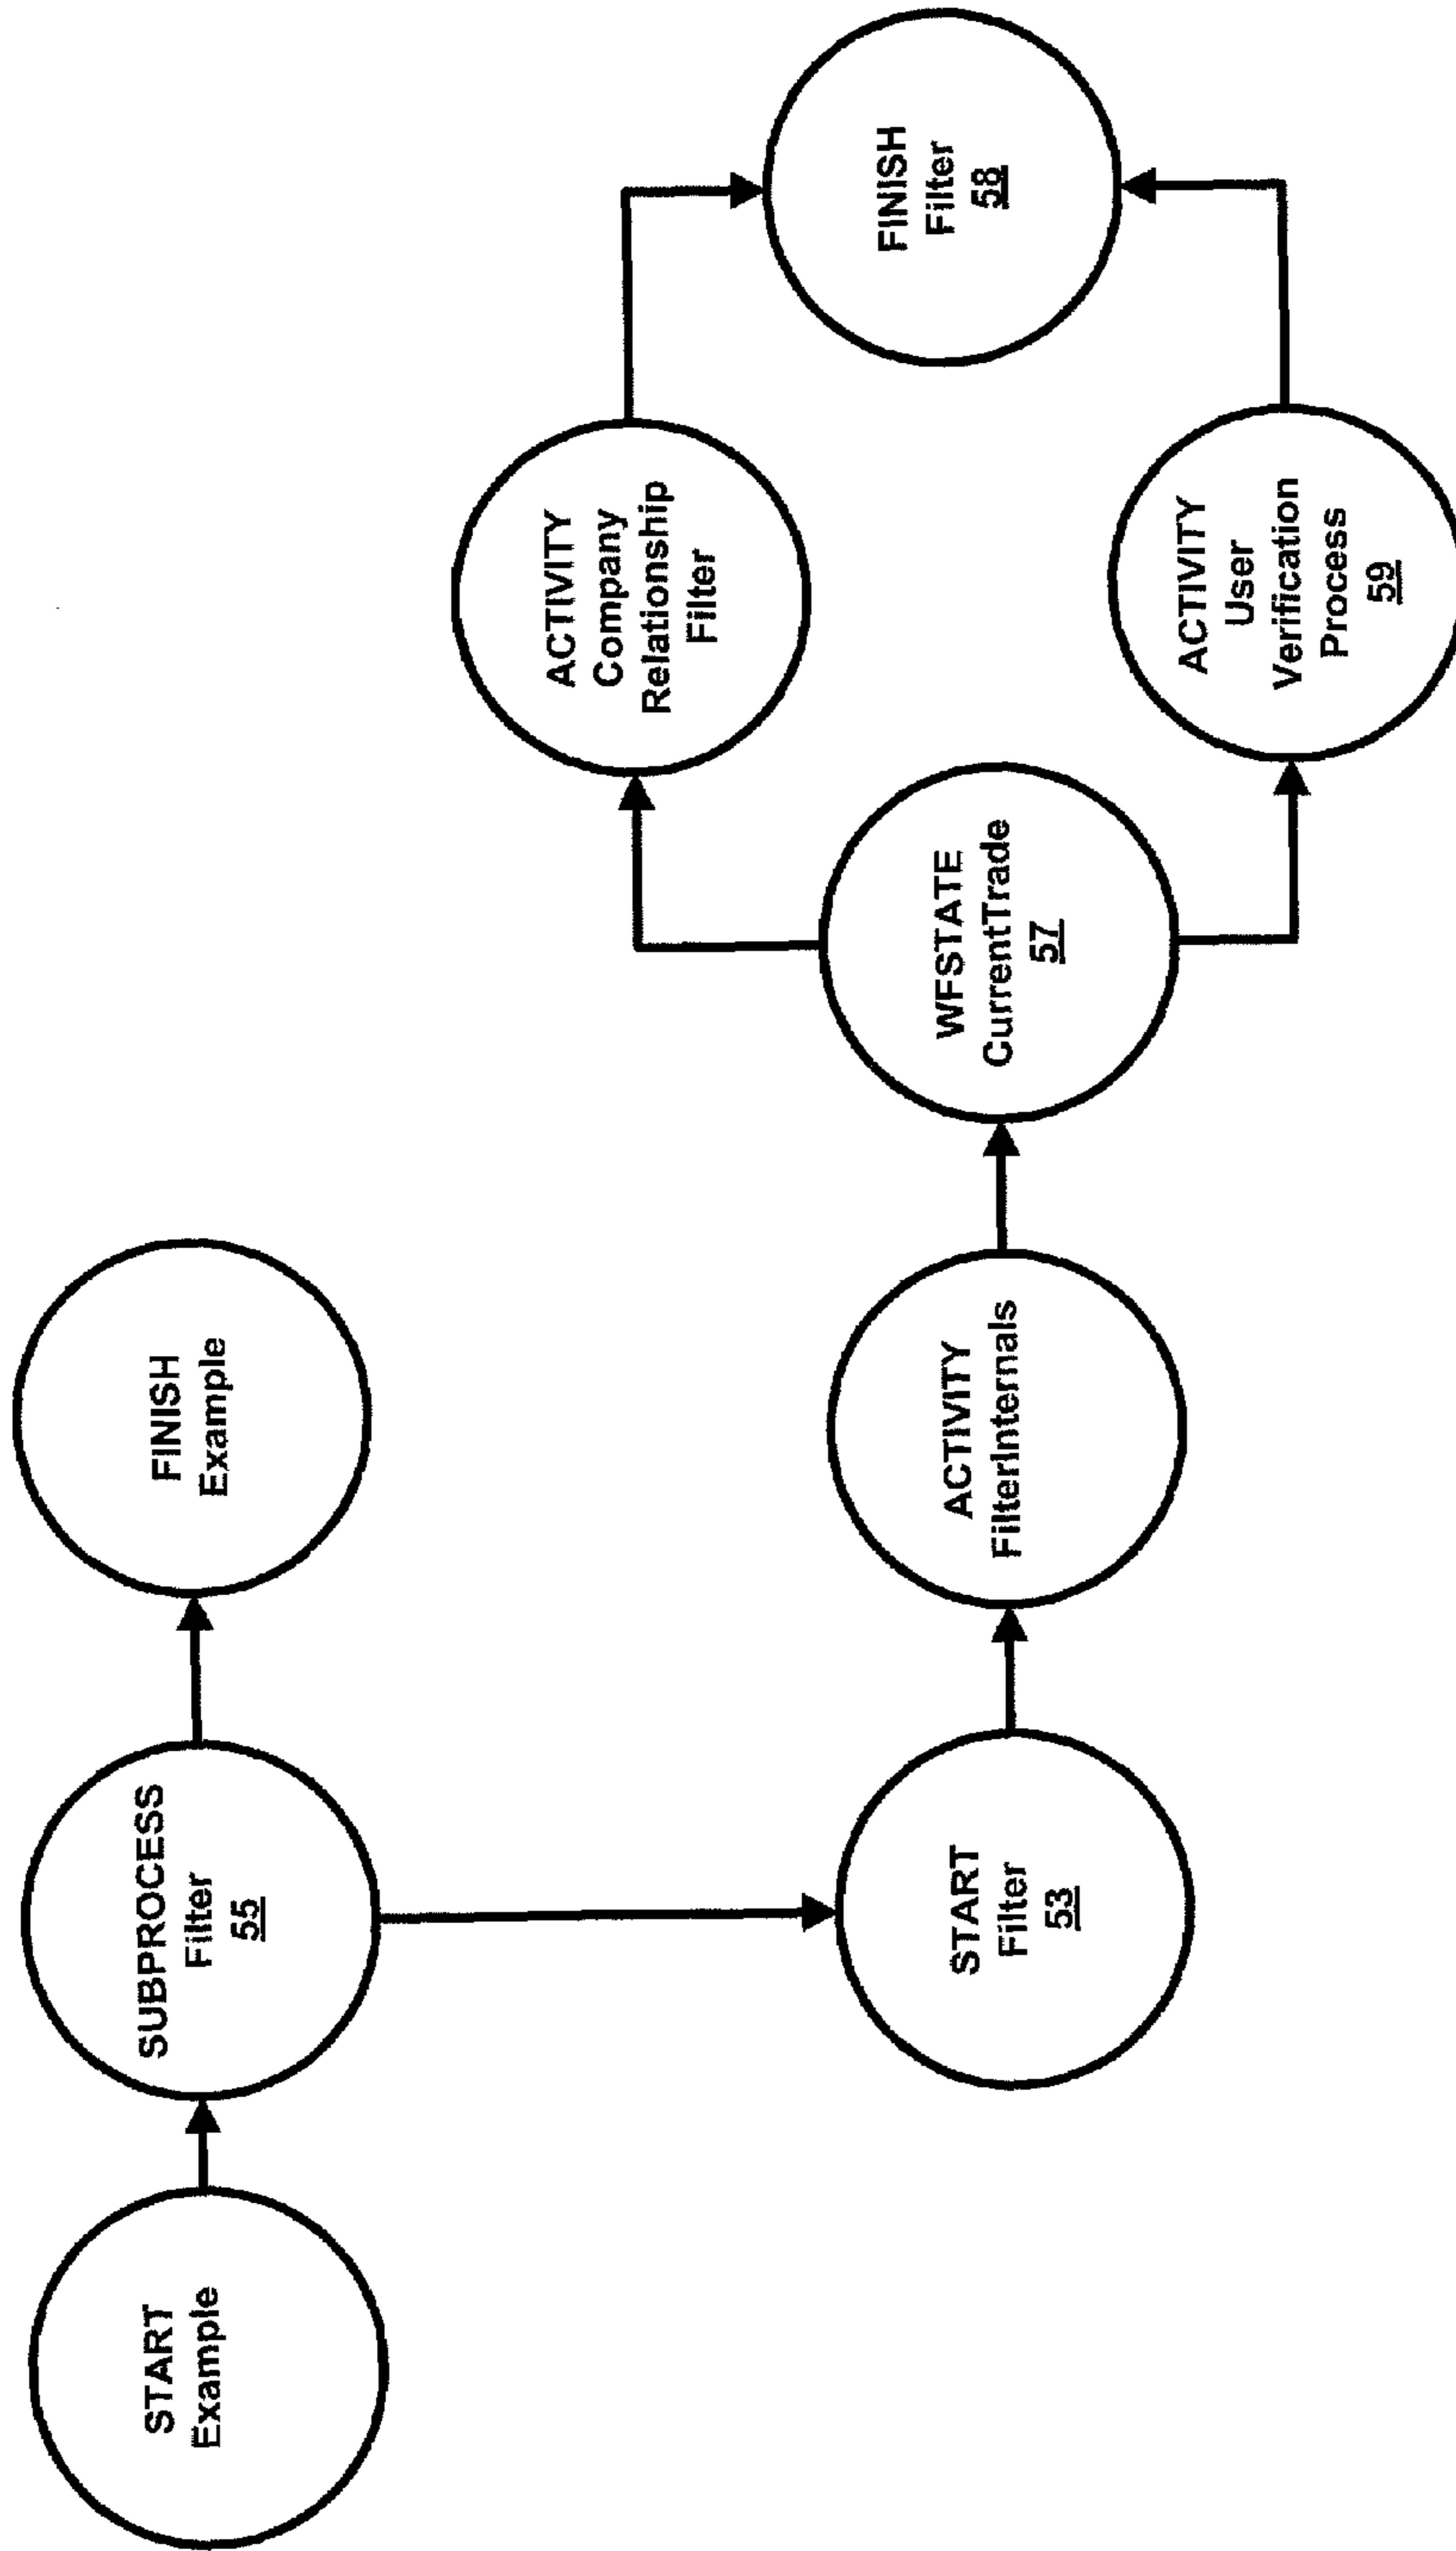 START
Example
SUBPROCESS
Filter
55
FINISH
Example
START
Filter
53
ACTIVITY
FilterInternals
WFSTATE
CurrentTrade
57
ACTIVITY
Company
Relationship
Filter
ACTIVITY
User
Verification
Process
59
FINISH
Filter
58